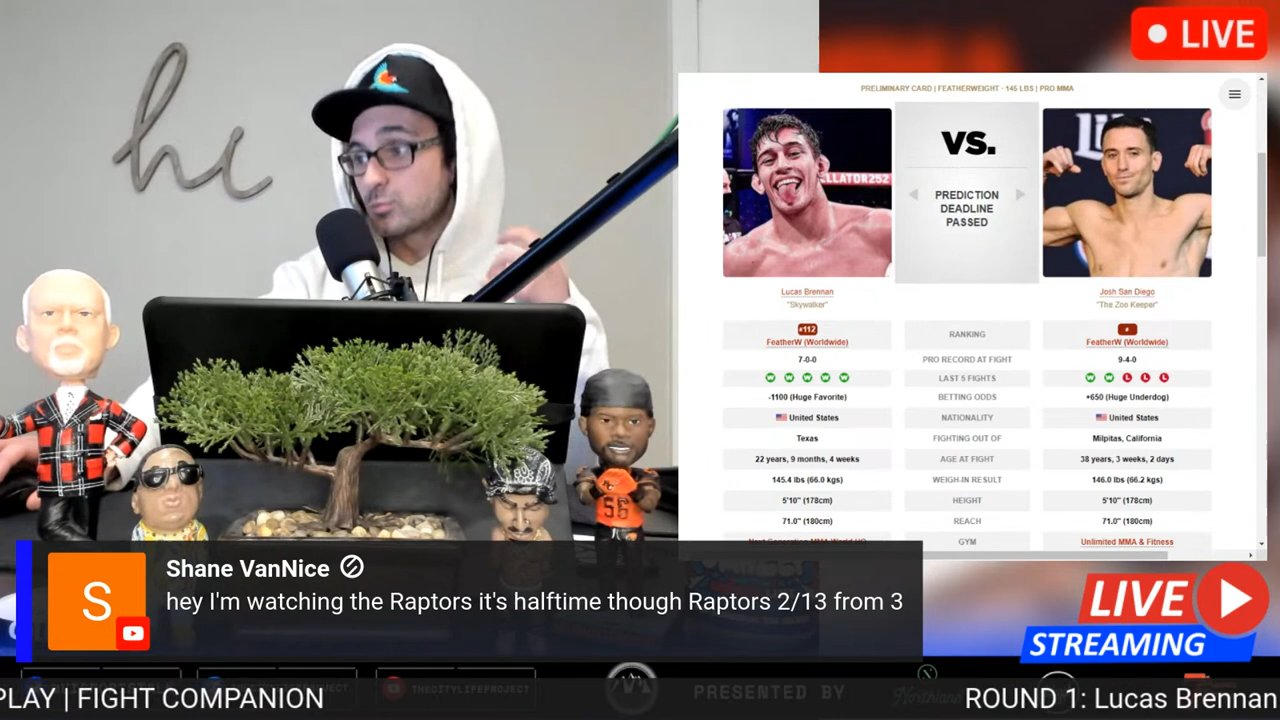 hi
LIVE
PRELIMINARY CARD | FEATHERWEIGHT · 145 LBS | PRO MMA
LLATOR252
VS.
PREDICTION
DEADLINE
PASSED
Lucas Brennan
"Skywalker"
Josh San Diego
"The Zoo Keeper"
#112
FeatherW (Worldwide)
RANKING
#
FeatherW (Worldwide)
7-0-0
PRO RECORD AT FIGHT
9-4-0
W W W W W
LAST 5 FIGHTS
W W L L L
-1100 (Huge Favorite)
BETTING ODDS
+650 (Huge Underdog)
United States
NATIONALITY
United States
Texas
FIGHTING OUT OF
Milpitas, California
22 years, 9 months, 4 weeks
AGE AT FIGHT
38 years, 3 weeks, 2 days
145.4 lbs (66.0 kgs)
WEIGH-IN RESULT
146.0 lbs (66.2 kgs)
5'10" (178cm)
HEIGHT
5'10" (178cm)
71.0" (180cm)
REACH
71.0" (180cm)
GYM
Unlimited MMA & Fitness
56
S
Shane VanNice
hey I'm watching the Raptors it's halftime though Raptors 2/13 from 3
LIVE
STREAMING
THECITYLIFEPROJECT
PRESENTED BY
Northland
PLAY | FIGHT COMPANION
ROUND 1: Lucas Brennan